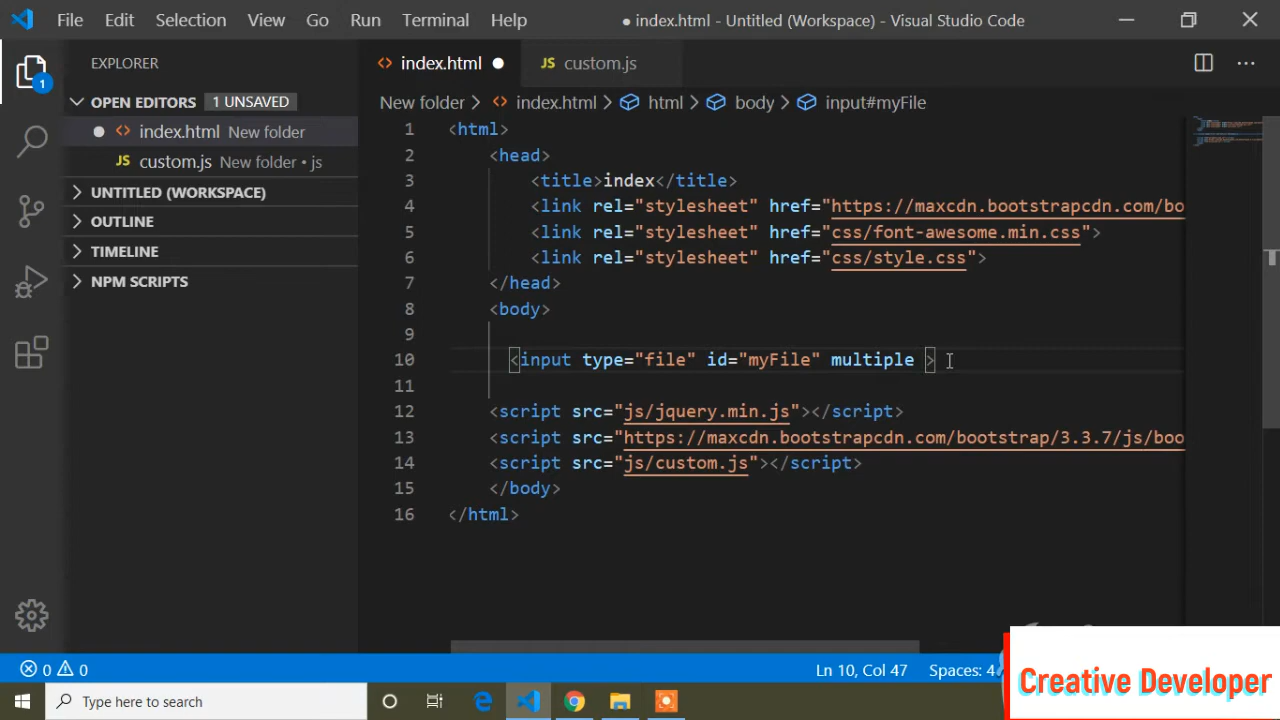 File Edit Selection View Go Run Terminal Help ● index.html - Untitled (Workspace) - Visual Studio Code
EXPLORER
OPEN EDITORS 1 UNSAVED
index.html New folder
JS custom.js New folder • js
UNTITLED (WORKSPACE)
OUTLINE
TIMELINE
NPM SCRIPTS
1
index.html
JS custom.js
New folder > index.html > html > body > input#myFile
1 <html>
2 <head>
3 <title>index</title>
4 <link rel="stylesheet" href="https://maxcdn.bootstrapcdn.com/bo
5 <link rel="stylesheet" href="css/font-awesome.min.css">
6 <link rel="stylesheet" href="css/style.css">
7 </head>
8 <body>
9
10 <input type="file" id="myFile" multiple >
11
12 <script src="js/jquery.min.js"></script>
13 <script src="https://maxcdn.bootstrapcdn.com/bootstrap/3.3.7/js/boo
14 <script src="js/custom.js"></script>
15 </body>
16 </html>
0 0
Ln 10, Col 47 Spaces: 4
Type here to search
Creative Developer